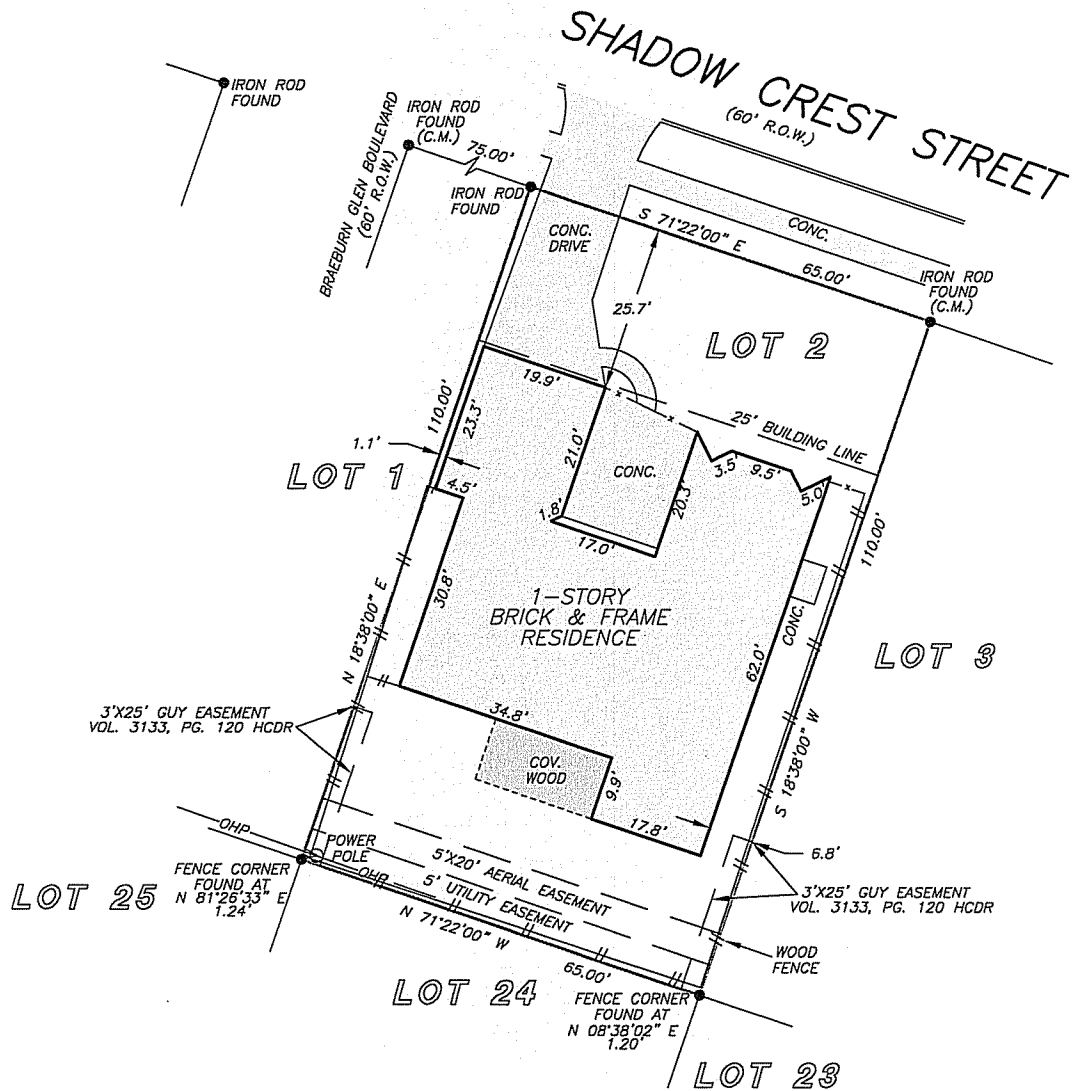 SHADOW CREST STREET
(60' R.O.W.)
IRON ROD
FOUND
BRAEBURN GLEN BOULEVARD
(60' R.O.W.)
IRON ROD
FOUND
(C.M.)
75.00'
IRON ROD
FOUND
CONC.
DRIVE
S 71°22'00" E
65.00'
CONC.
IRON ROD
FOUND
(C.M.)
25.7'
LOT 2
19.9'
25' BUILDING LINE
110.00'
23.3'
1.1'
LOT 1
4.5'
21.0'
CONC.
20.3'
3.5'
9.5'
5.0'
1.8'
17.0'
110.00'
30.8'
1-STORY
BRICK & FRAME
RESIDENCE
CONC.
62.0'
LOT 3
N 18°38'00" E
S 18°38'00" W
3'X25' GUY EASEMENT
VOL. 3133, PG. 120 HCDR
34.8'
COV.
WOOD
9.9'
17.8'
6.8'
OHP
POWER
POLE
OHP
5'X20' AERIAL EASEMENT
5' UTILITY EASEMENT
3'X25' GUY EASEMENT
VOL. 3133, PG. 120 HCDR
FENCE CORNER
FOUND AT
N 81°26'33" E
1.24'
LOT 25
N 71°22'00" W
65.00'
WOOD
FENCE
LOT 24
FENCE CORNER
FOUND AT
N 08°38'02" E
1.20'
LOT 23